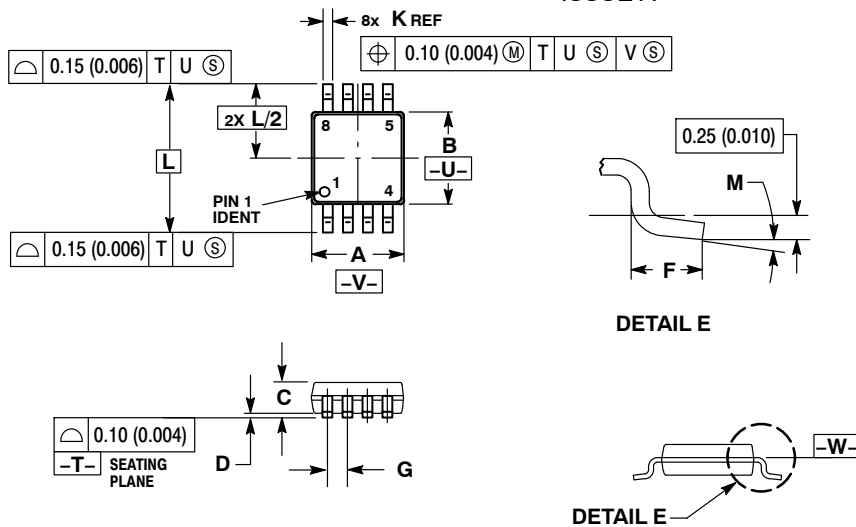 8x K REF
⌖ 0.10 (0.004) Ⓜ T U Ⓢ V Ⓢ
⌓ 0.15 (0.006) T U Ⓢ
2X L/2
L
8 5
B
–U–
1 4
PIN 1
IDENT
⌓ 0.15 (0.006) T U Ⓢ
A
–V–
0.25 (0.010)
M
F
DETAIL E
C
⌓ 0.10 (0.004)
–T– SEATING
PLANE
D
G
–W–
DETAIL E